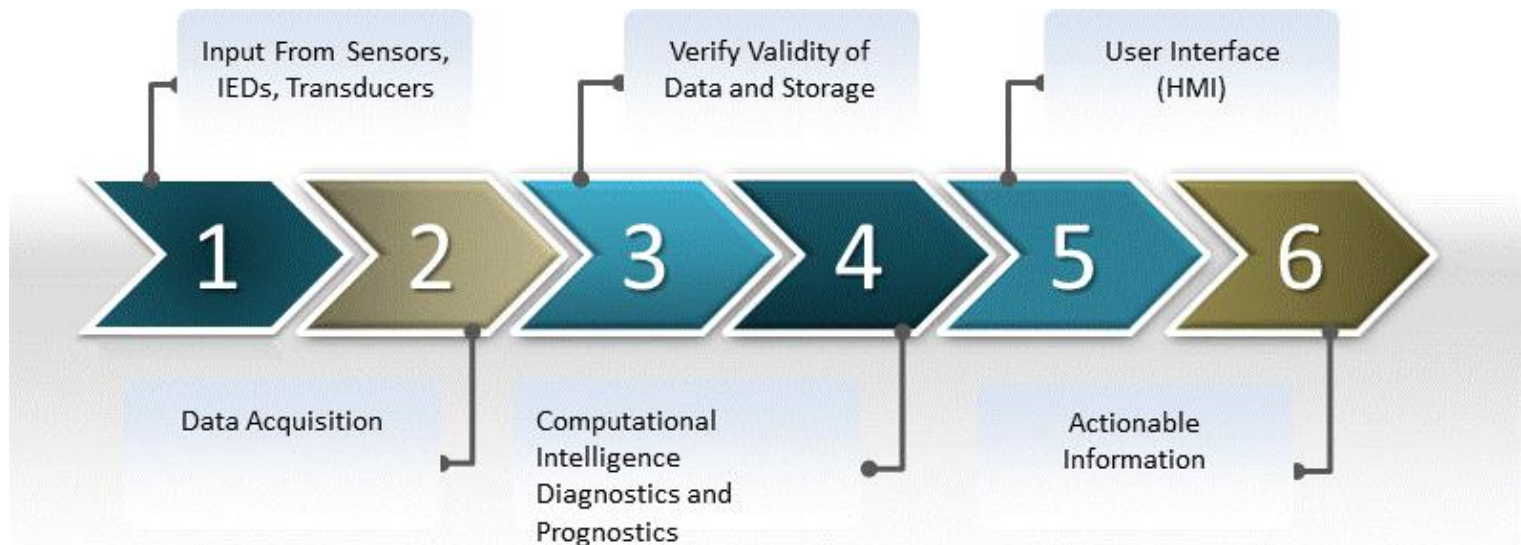 Input From Sensors,
IEDs, Transducers
Verify Validity of
Data and Storage
User Interface
(HMI)
1
2
3
4
5
6
Data Acquisition
Computational
Intelligence
Diagnostics and
Prognostics
Actionable
Information